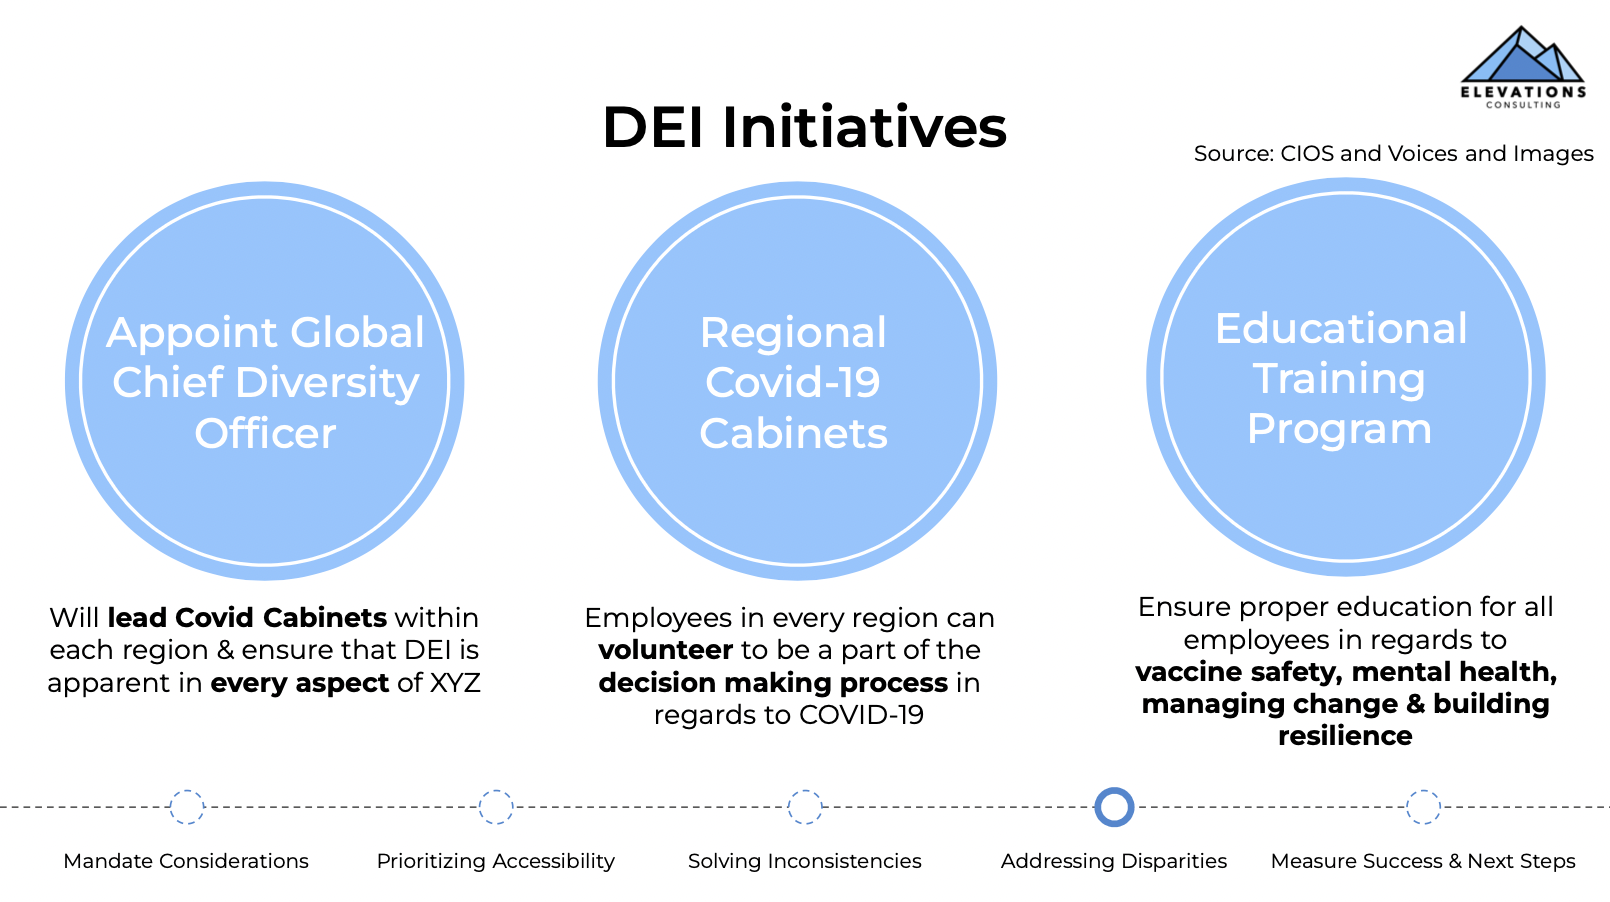 ELEVATIONS
CONSULTING
DEI Initiatives
Source: CIOS and Voices and Images
Appoint Global
Chief Diversity
Officer
Will lead Covid Cabinets within
each region & ensure that DEI is
apparent in every aspect of XYZ
Regional
Covid-19
Cabinets
Employees in every region can
volunteer to be a part of the
decision making process in
regards to COVID-19
Educational
Training
Program
Ensure proper education for all
employees in regards to
vaccine safety, mental health,
managing change & building
resilience
Mandate Considerations
Prioritizing Accessibility
Solving Inconsistencies
Addressing Disparities
Measure Success & Next Steps